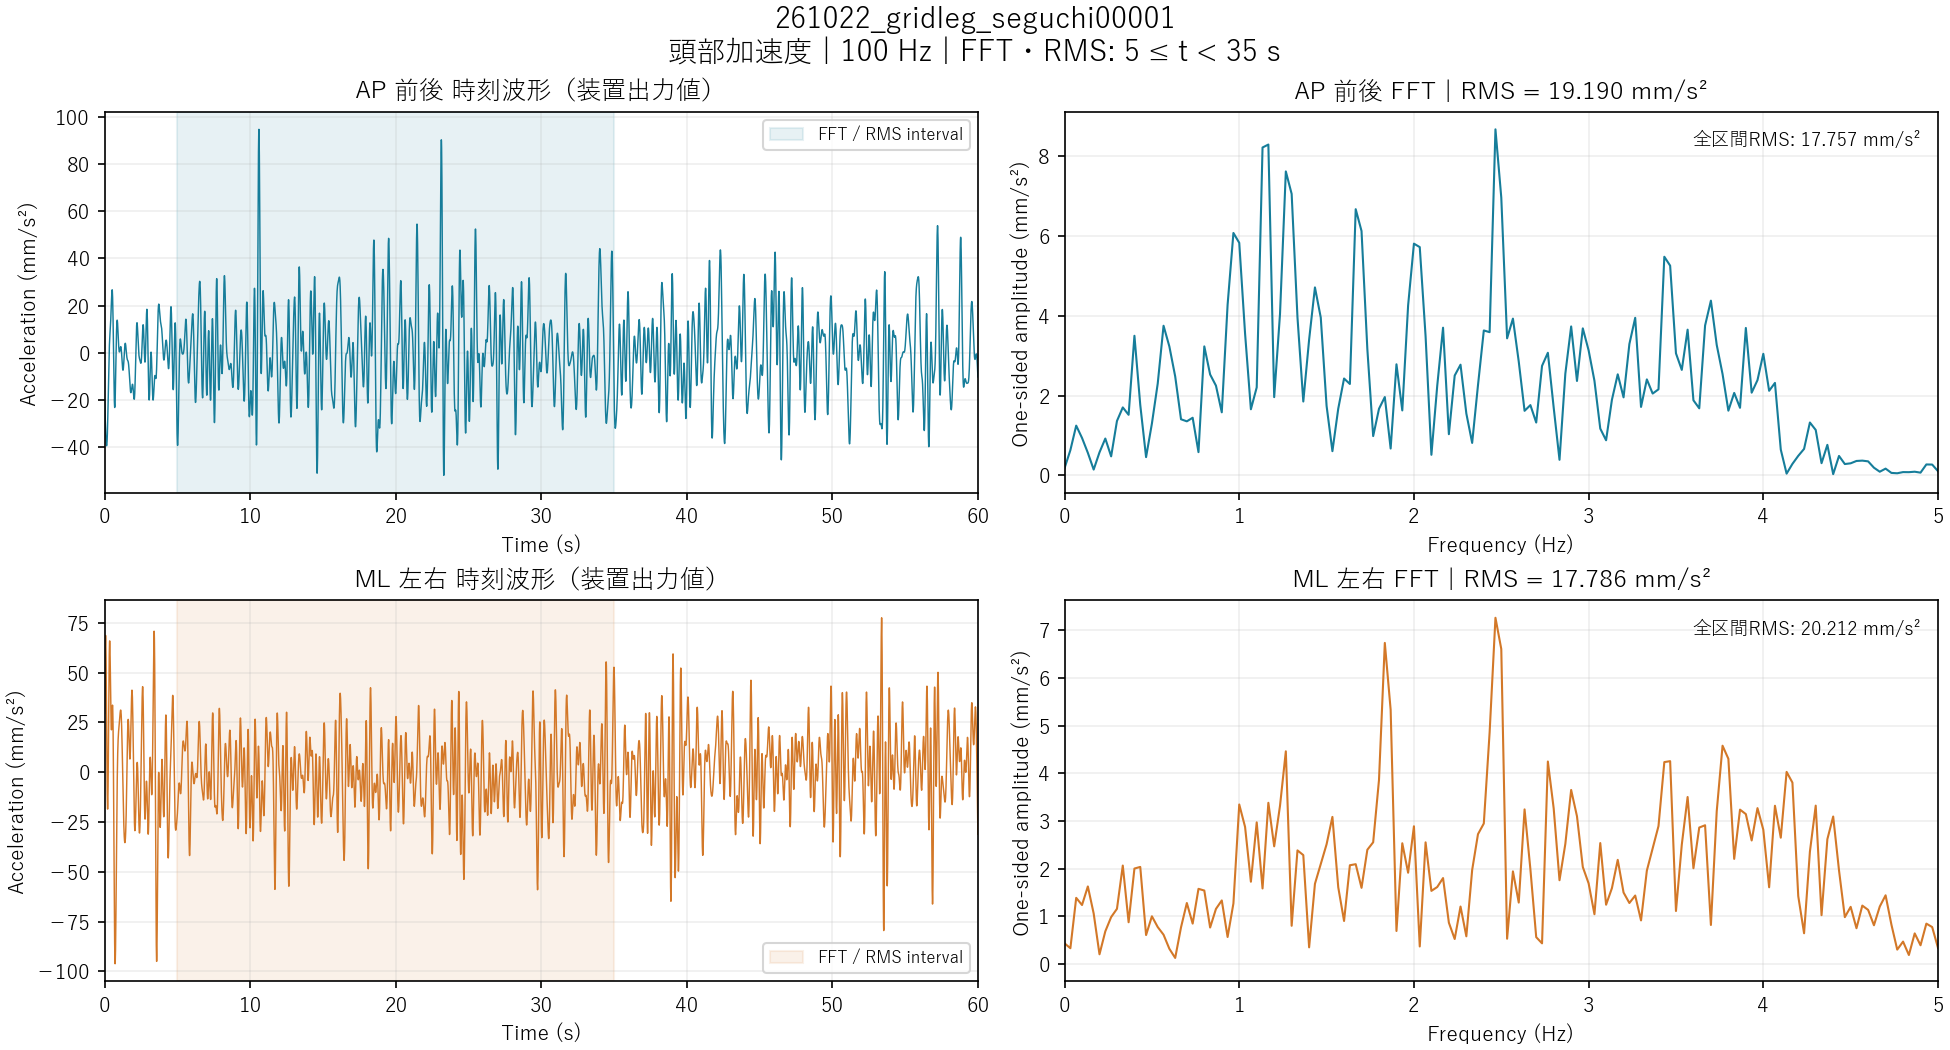 261022_gridleg_seguchi00001
頭部加速度 | 100 Hz | FFT・RMS: 5 ≤ t < 35 s
AP 前後 時刻波形（装置出力値）
Acceleration (mm/s²)
100
80
60
40
20
0
−20
−40
FFT / RMS interval
0 10 20 30 40 50 60
Time (s)
AP 前後 FFT | RMS = 19.190 mm/s²
One-sided amplitude (mm/s²)
8
6
4
2
0
全区間RMS: 17.757 mm/s²
0 1 2 3 4 5
Frequency (Hz)
ML 左右 時刻波形（装置出力値）
Acceleration (mm/s²)
75
50
25
0
−25
−50
−75
−100
FFT / RMS interval
0 10 20 30 40 50 60
Time (s)
ML 左右 FFT | RMS = 17.786 mm/s²
One-sided amplitude (mm/s²)
7
6
5
4
3
2
1
0
全区間RMS: 20.212 mm/s²
0 1 2 3 4 5
Frequency (Hz)